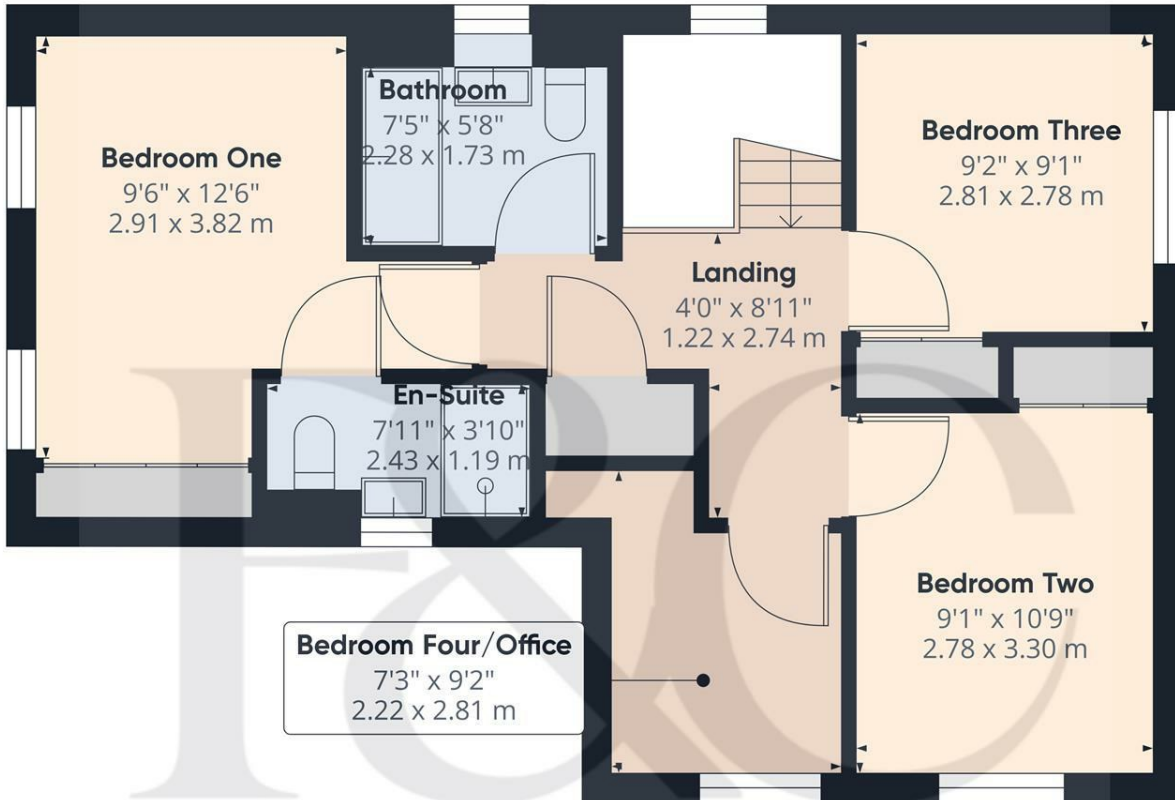 Bedroom One
9'6" x 12'6"
2.91 x 3.82 m
Bathroom
7'5" x 5'8"
2.28 x 1.73 m
Bedroom Three
9'2" x 9'1"
2.81 x 2.78 m
Landing
4'0" x 8'11"
1.22 x 2.74 m
En-Suite
7'11" x 3'10"
2.43 x 1.19 m
Bedroom Two
9'1" x 10'9"
2.78 x 3.30 m
Bedroom Four/Office
7'3" x 9'2"
2.22 x 2.81 m
F&C